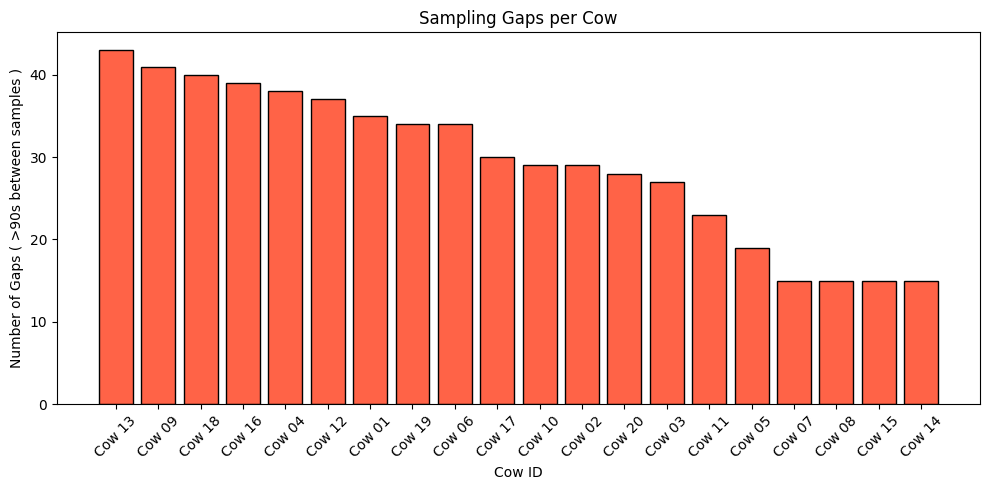 Sampling Gaps per Cow
Number of Gaps ( >90s between samples )
40
30
20
10
0
Cow 13
Cow 09
Cow 18
Cow 16
Cow 04
Cow 12
Cow 01
Cow 19
Cow 06
Cow 17
Cow 10
Cow 02
Cow 20
Cow 03
Cow 11
Cow 05
Cow 07
Cow 08
Cow 15
Cow 14
Cow ID